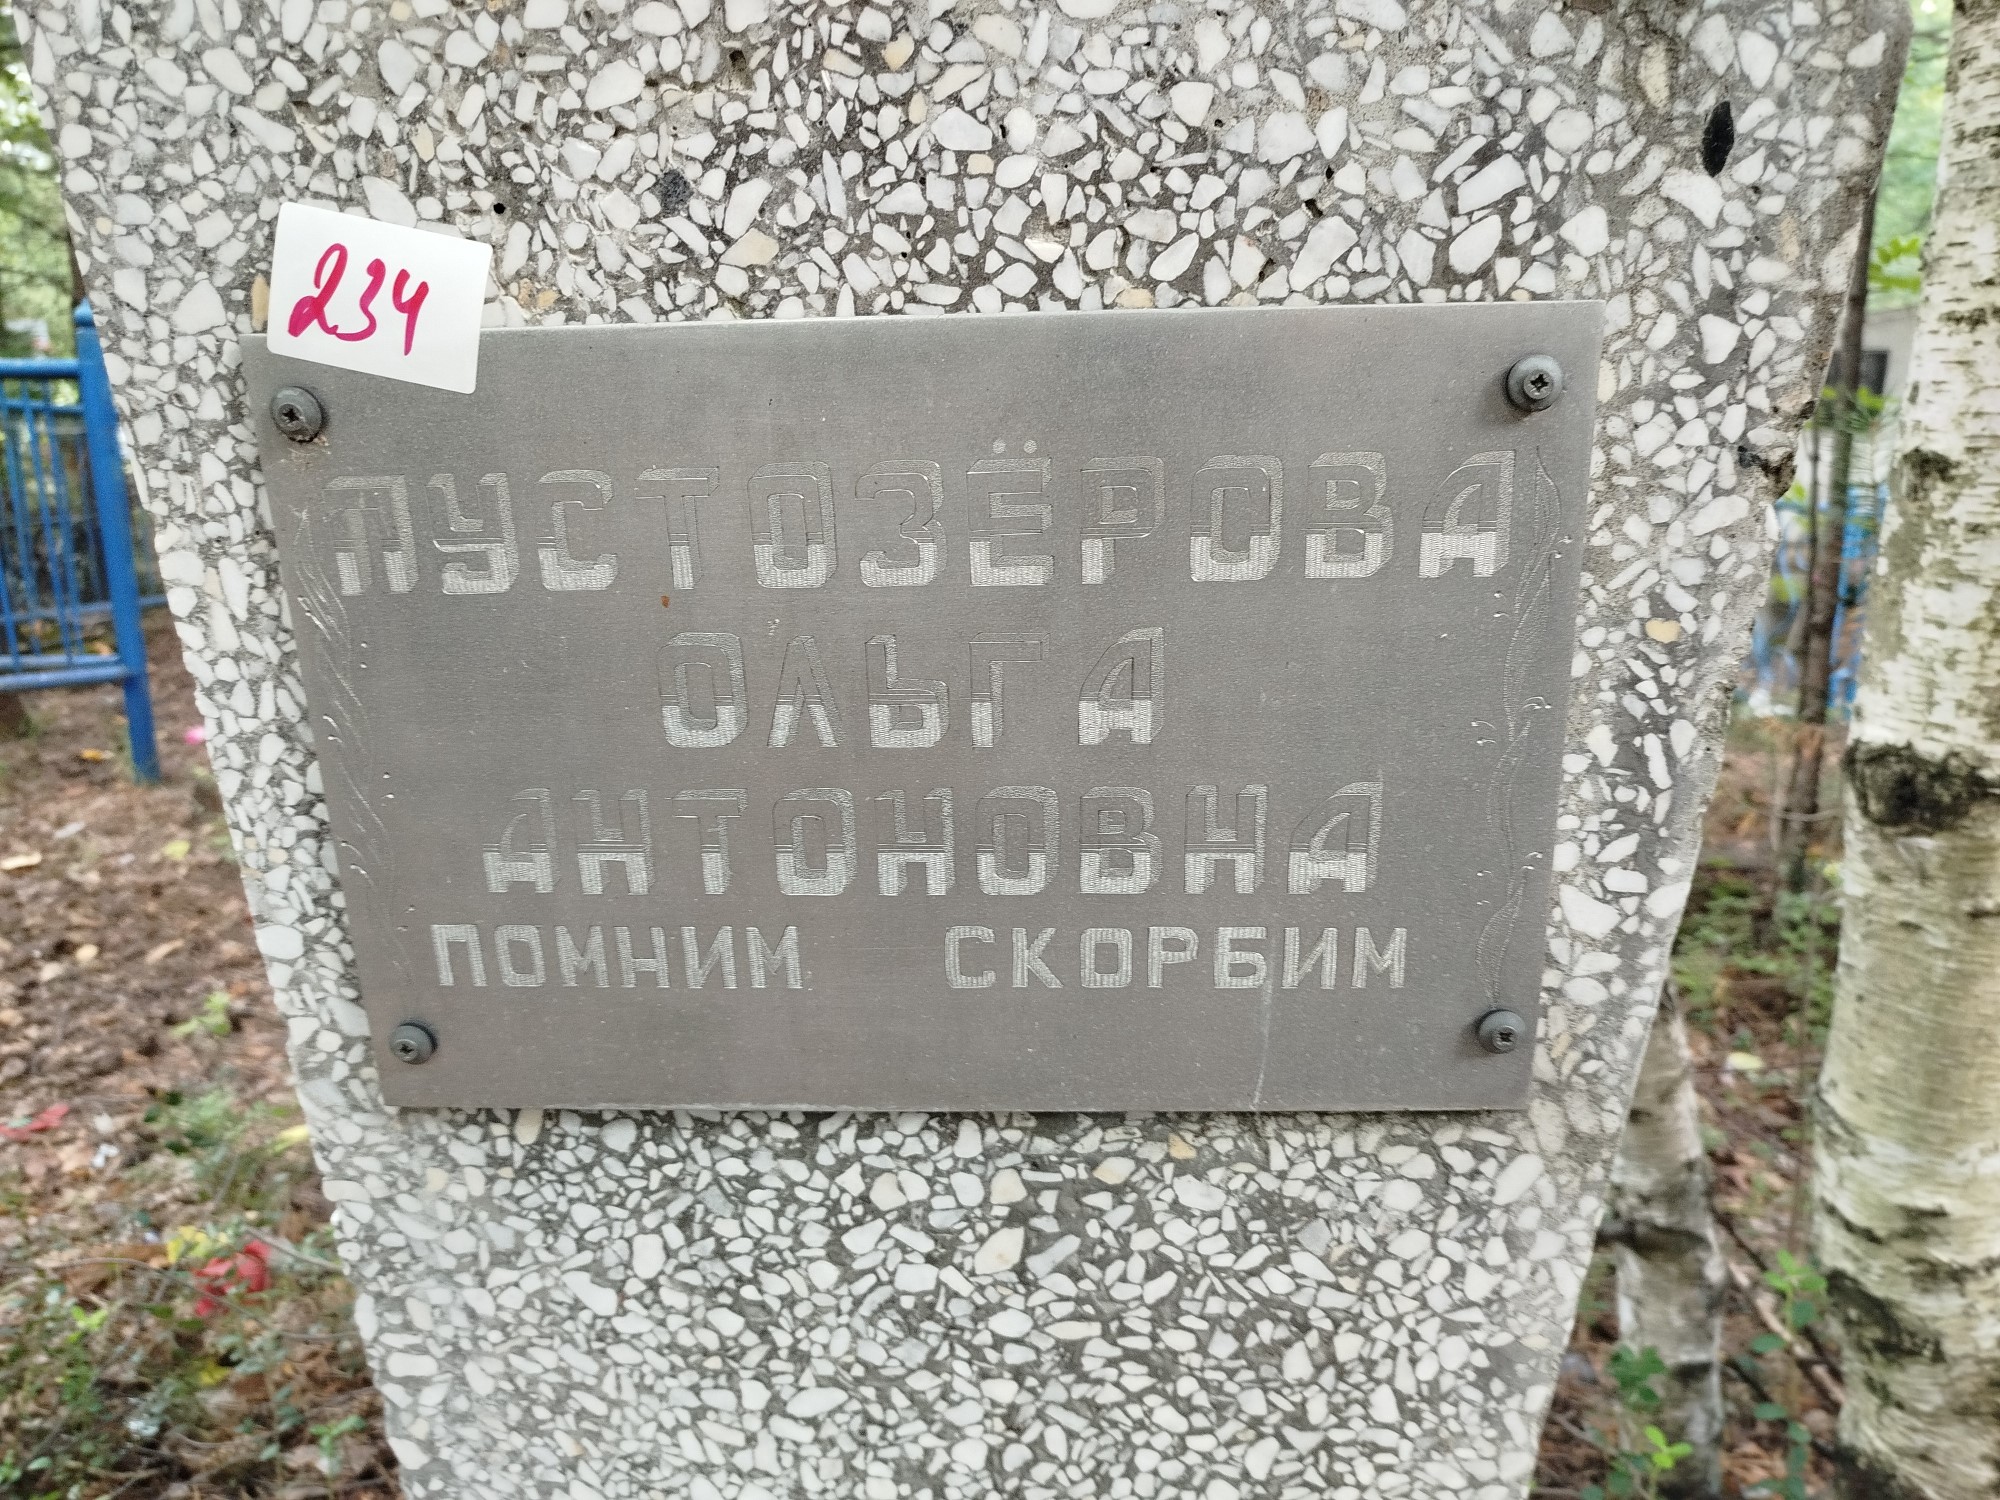 234
ПУСТОЗЁРОВА
ОЛЬГА
АНТОНОВНА
ПОМНИМ СКОРБИМ